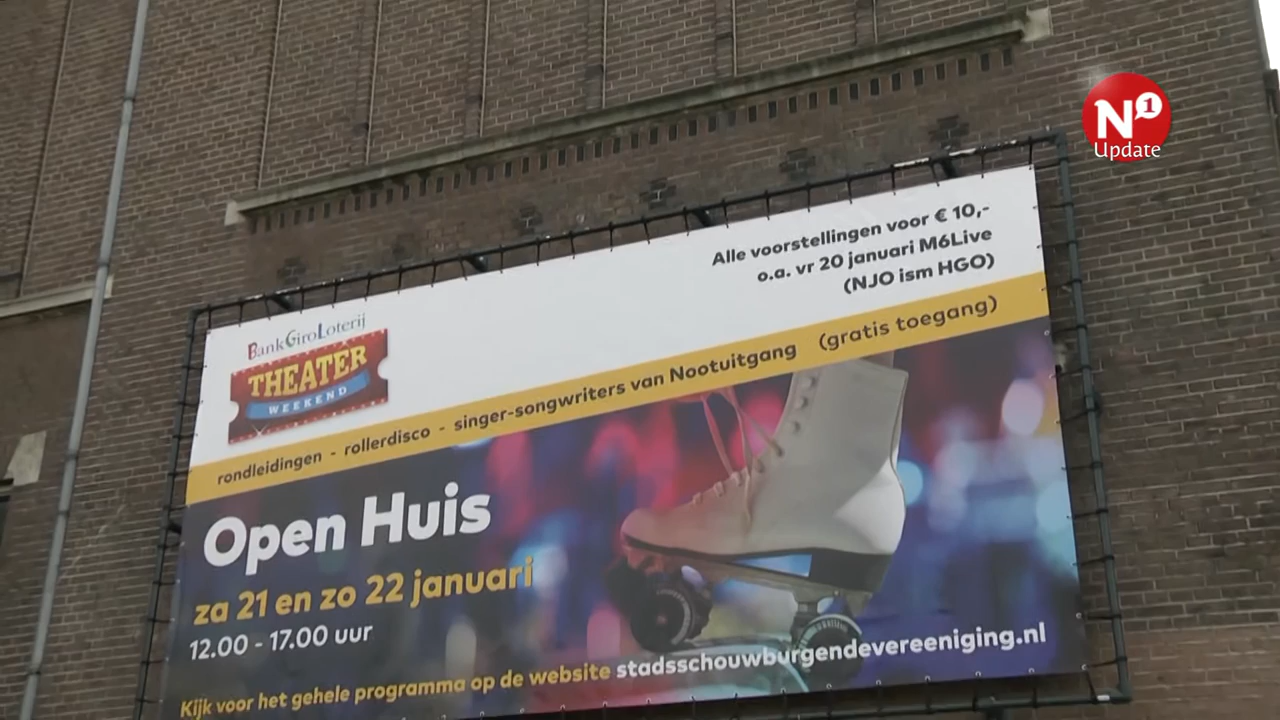 N1
Update
Alle voorstellingen voor € 10,-
o.a. vr 20 januari M6Live
(NJO ism HGO)
BankGiroLoterij
THEATER
WEEKEND
rondleidingen - rollerdisco - singer-songwriters van Nootuitgang (gratis toegang)
Open Huis
za 21 en zo 22 januari
12.00 - 17.00 uur
Kijk voor het gehele programma op de website stadsschouwburgendevereeniging.nl